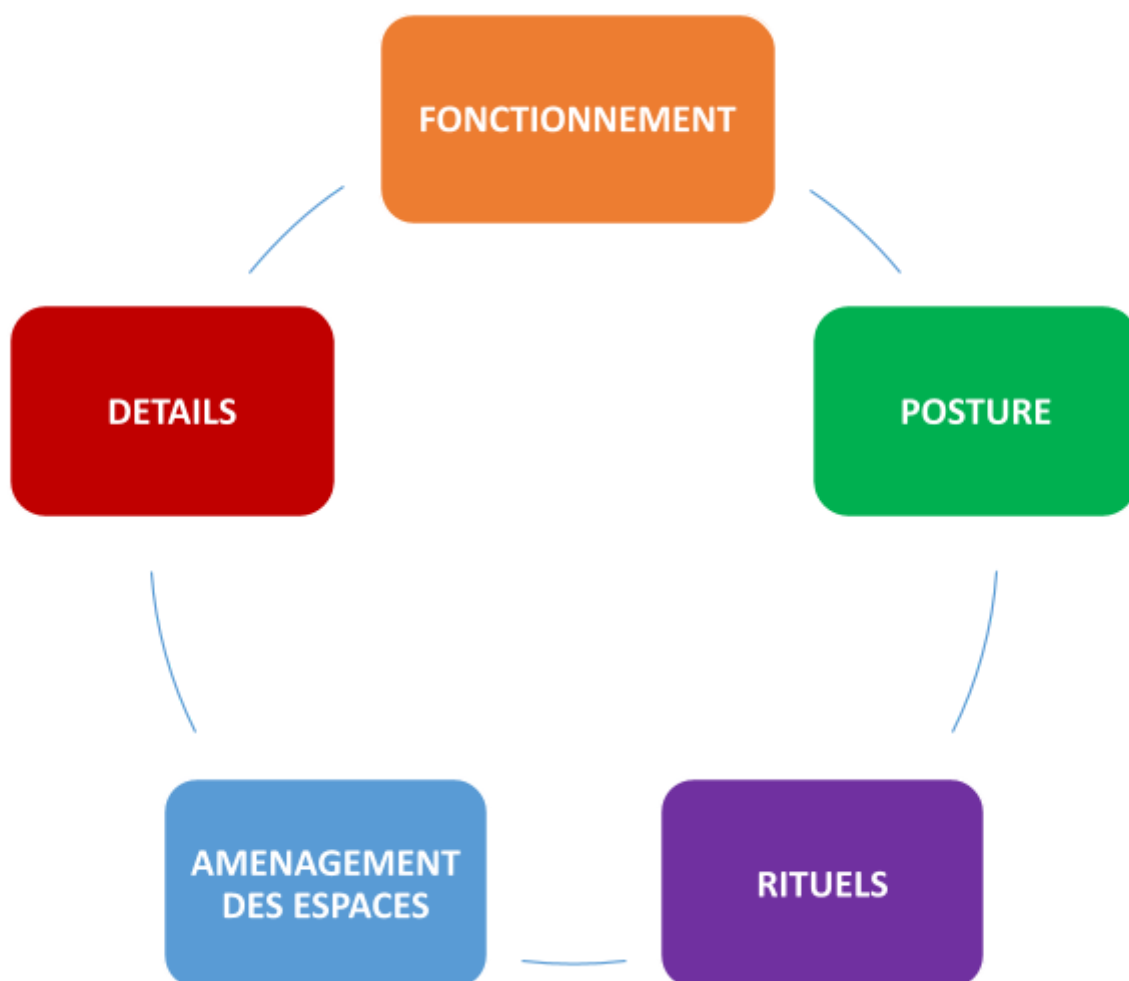 FONCTIONNEMENT
DETAILS
POSTURE
AMENAGEMENT
DES ESPACES
RITUELS